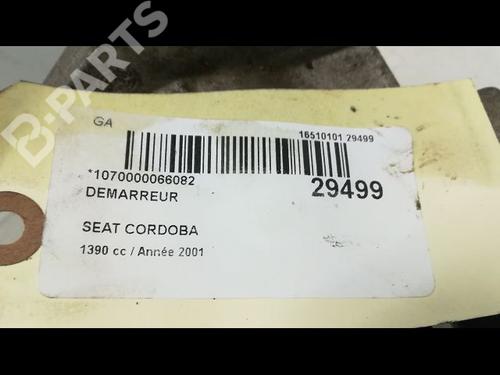 B-PARTS
GA
16510101 29499
*1070000066082
29499
DEMARREUR
SEAT CORDOBA
1390 cc / Année 2001